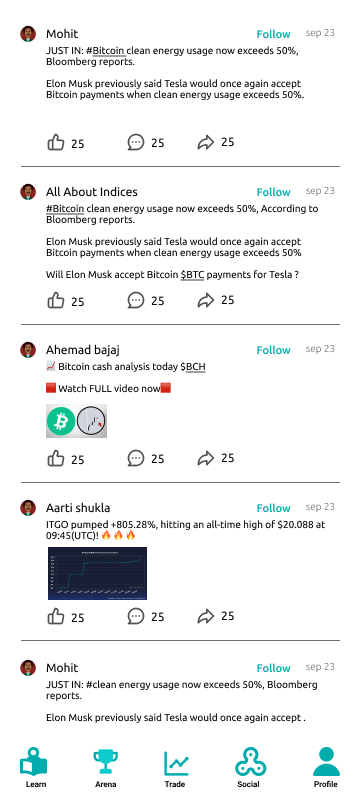 Mohit Follow sep 23
JUST IN: #Bitcoin clean energy usage now exceeds 50%,
Bloomberg reports.
Elon Musk previously said Tesla would once again accept
Bitcoin payments when clean energy usage exceeds 50%.
25 25 25
All About Indices Follow sep 23
#Bitcoin clean energy usage now exceeds 50%, According to
Bloomberg reports.
Elon Musk previously said Tesla would once again accept
Bitcoin payments when clean energy usage exceeds 50%
Will Elon Musk accept Bitcoin $BTC payments for Tesla ?
25 25 25
Ahemad bajaj Follow sep 23
Bitcoin cash analysis today $BCH
Watch FULL video now
25 25 25
Aarti shukla Follow sep 23
ITGO pumped +805.28%, hitting an all-time high of $20.088 at
09:45(UTC)!
25 25 25
Mohit Follow sep 23
JUST IN: #clean energy usage now exceeds 50%, Bloomberg
reports.
Elon Musk previously said Tesla would once again accept .
Learn Arena Trade Social Profile